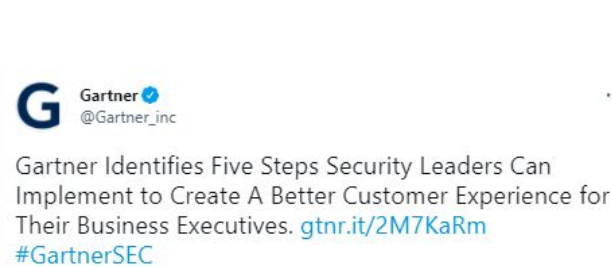 G
Gartner
@Gartner_inc
Gartner Identifies Five Steps Security Leaders Can
Implement to Create A Better Customer Experience for
Their Business Executives. gtnr.it/2M7KaRm
#GartnerSEC